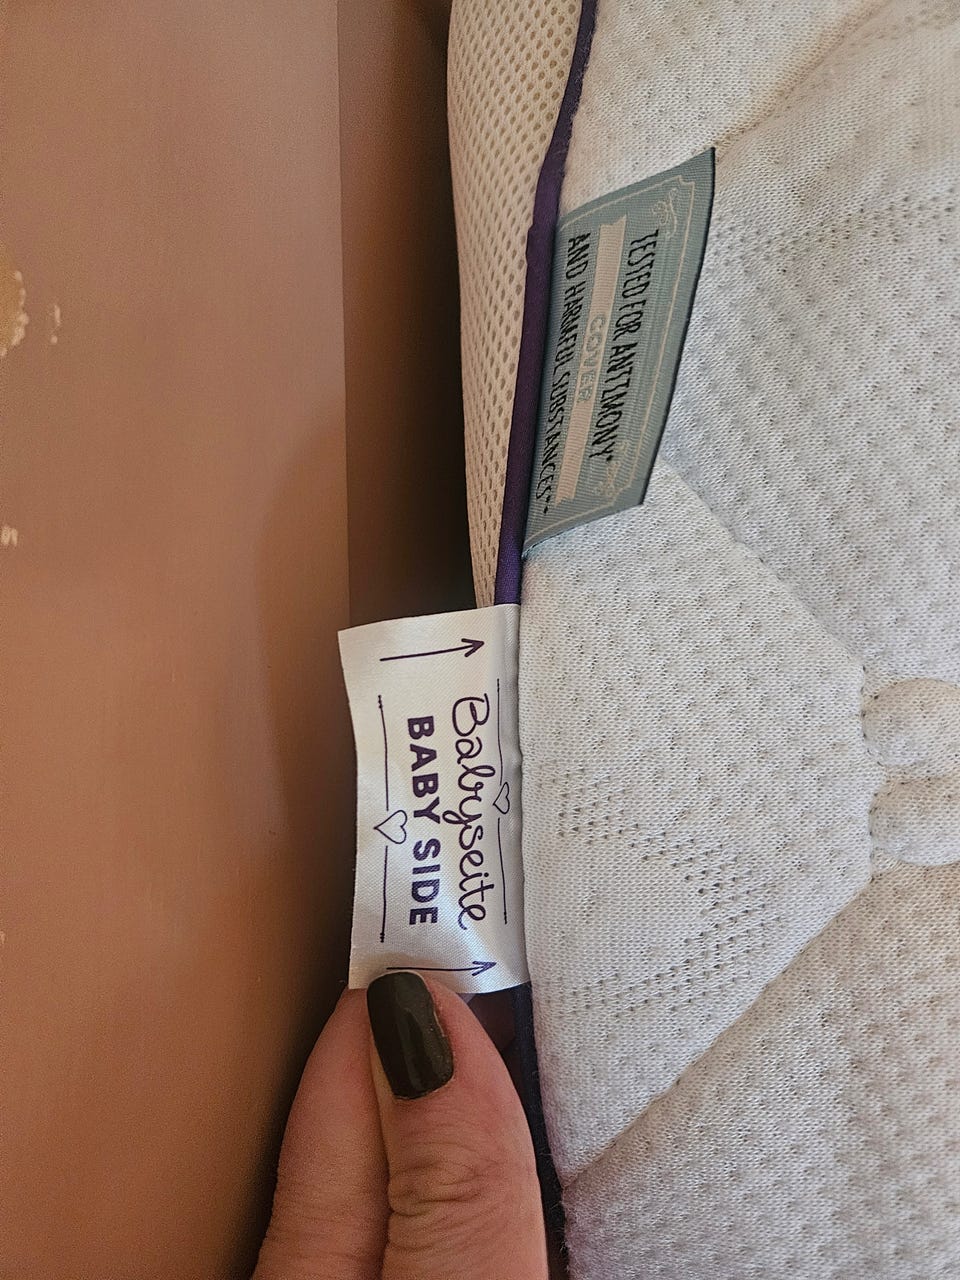 TESTED FOR ANTIMONY*
COVER
AND HARMFUL SUBSTANCES*
Babyseite
BABY SIDE